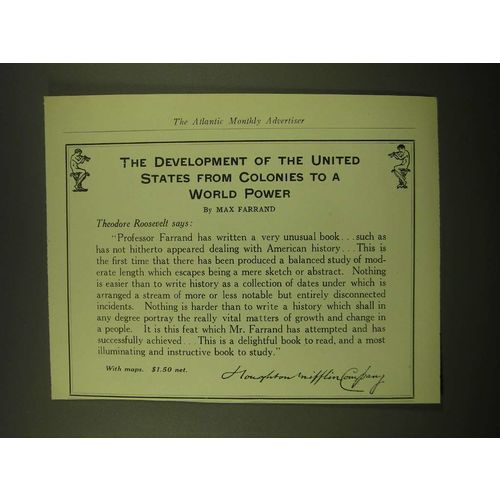 The Atlantic Monthly Advertiser
THE DEVELOPMENT OF THE UNITED
STATES FROM COLONIES TO A
WORLD POWER
By MAX FARRAND
Theodore Roosevelt says:
"Professor Farrand has written a very unusual book...such as
has not hitherto appeared dealing with American history...This is
the first time that there has been produced a balanced study of mod-
erate length which escapes being a mere sketch or abstract. Nothing
is easier than to write history as a collection of dates under which is
arranged a stream of more or less notable but entirely disconnected
incidents. Nothing is harder than to write a history which shall in
any degree portray the really vital matters of growth and change in
a people. It is this feat which Mr. Farrand has attempted and has
successfully achieved...This is a delightful book to read, and a most
illuminating and instructive book to study."
With maps. $1.50 net.
Houghton Mifflin Company